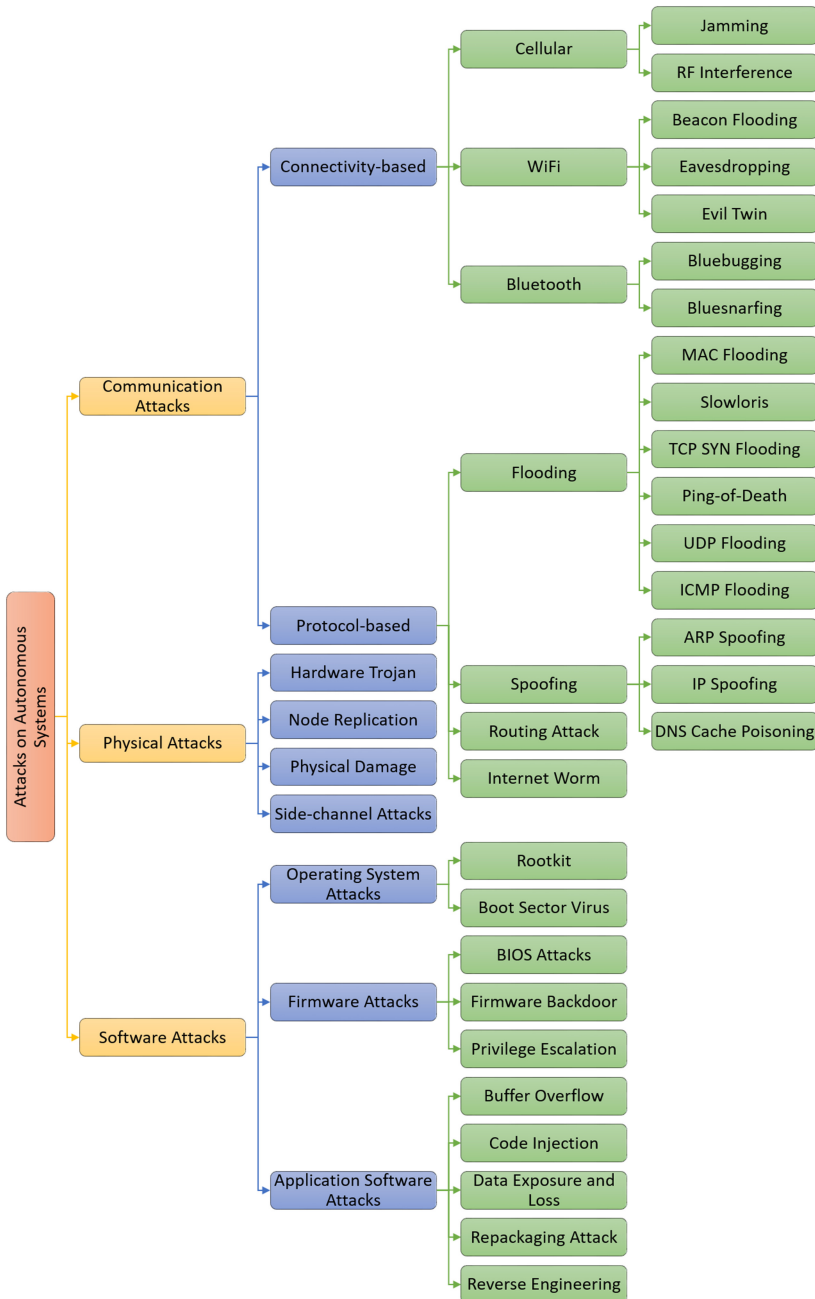 Attacks on Autonomous
Systems
Communication
Attacks
Connectivity-based
Cellular
Jamming
RF Interference
WiFi
Beacon Flooding
Eavesdropping
Evil Twin
Bluetooth
Bluebugging
Bluesnarfing
Protocol-based
Flooding
MAC Flooding
Slowloris
TCP SYN Flooding
Ping-of-Death
UDP Flooding
ICMP Flooding
Spoofing
ARP Spoofing
IP Spoofing
DNS Cache Poisoning
Routing Attack
Internet Worm
Physical Attacks
Hardware Trojan
Node Replication
Physical Damage
Side-channel Attacks
Software Attacks
Operating System
Attacks
Rootkit
Boot Sector Virus
Firmware Attacks
BIOS Attacks
Firmware Backdoor
Privilege Escalation
Application Software
Attacks
Buffer Overflow
Code Injection
Data Exposure and
Loss
Repackaging Attack
Reverse Engineering